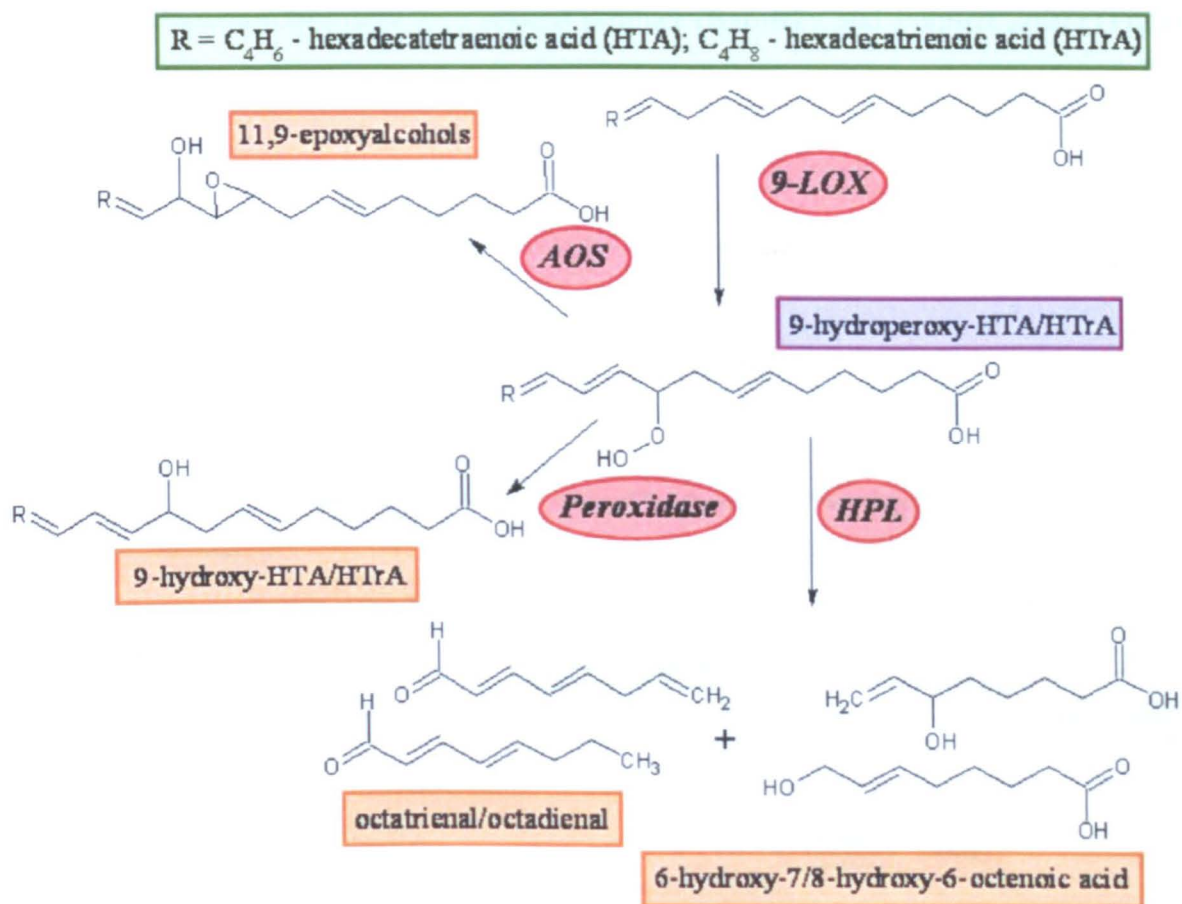 R = C₄H₆ - hexadecatetraenoic acid (HTA); C₄H₈ - hexadecatrienoic acid (HTrA)
11,9-epoxyalcohols
OH
O
R
O
OH
R
O
OH
9-LOX
AOS
9-hydroperoxy-HTA/HTrA
R
HO
O
O
OH
Peroxidase
HPL
OH
R
O
OH
9-hydroxy-HTA/HTrA
H
O
CH₂
H
O
CH₃
+
H₂C
OH
O
OH
HO
O
OH
octatrienal/octadienal
6-hydroxy-7/8-hydroxy-6-octenoic acid